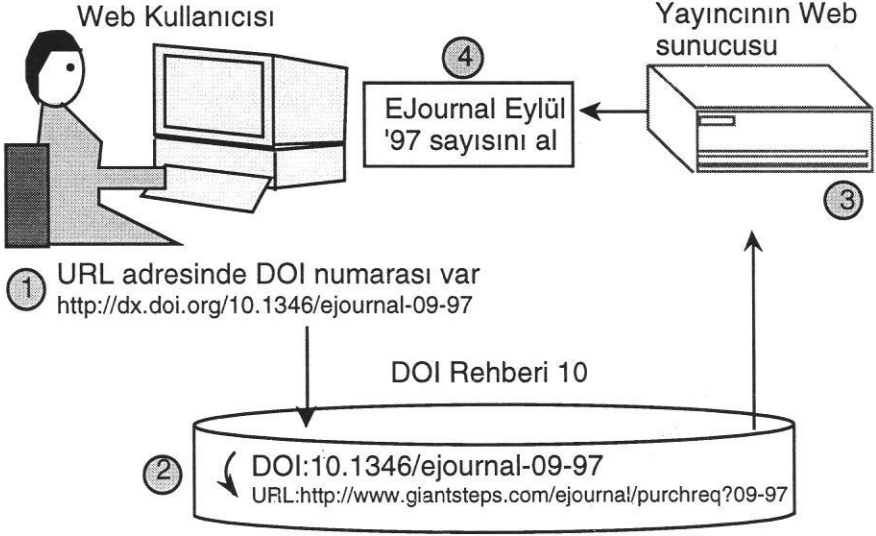 Web Kullanıcısı
Yayıncının Web
sunucusu
4
EJournal Eylül
'97 sayısını al
3
1 URL adresinde DOI numarası var
http://dx.doi.org/10.1346/ejournal-09-97
DOI Rehberi 10
2 DOI:10.1346/ejournal-09-97
URL:http://www.giantsteps.com/ejournal/purchreq?09-97